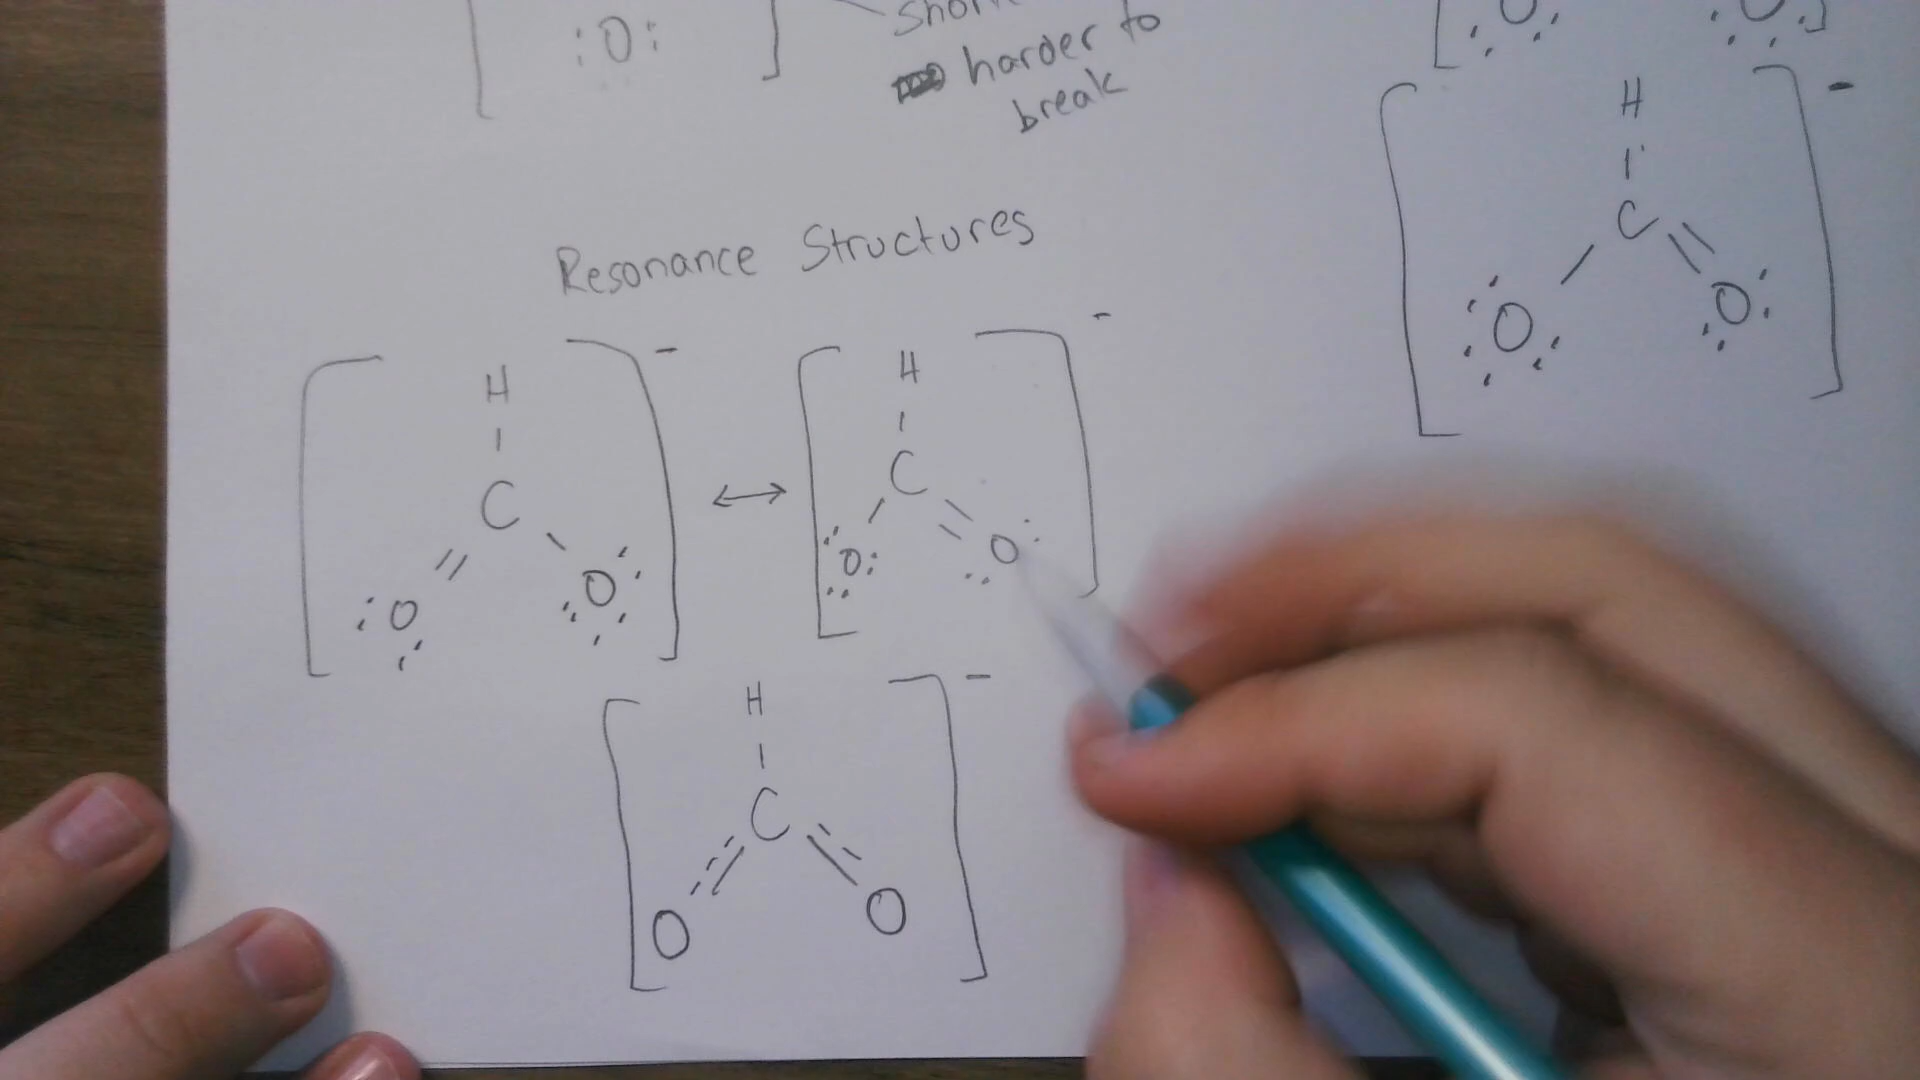 :O:
harder to
break
Resonance Structures
H
C
O O
H
C
O O
H
C
O O
H
C
O O